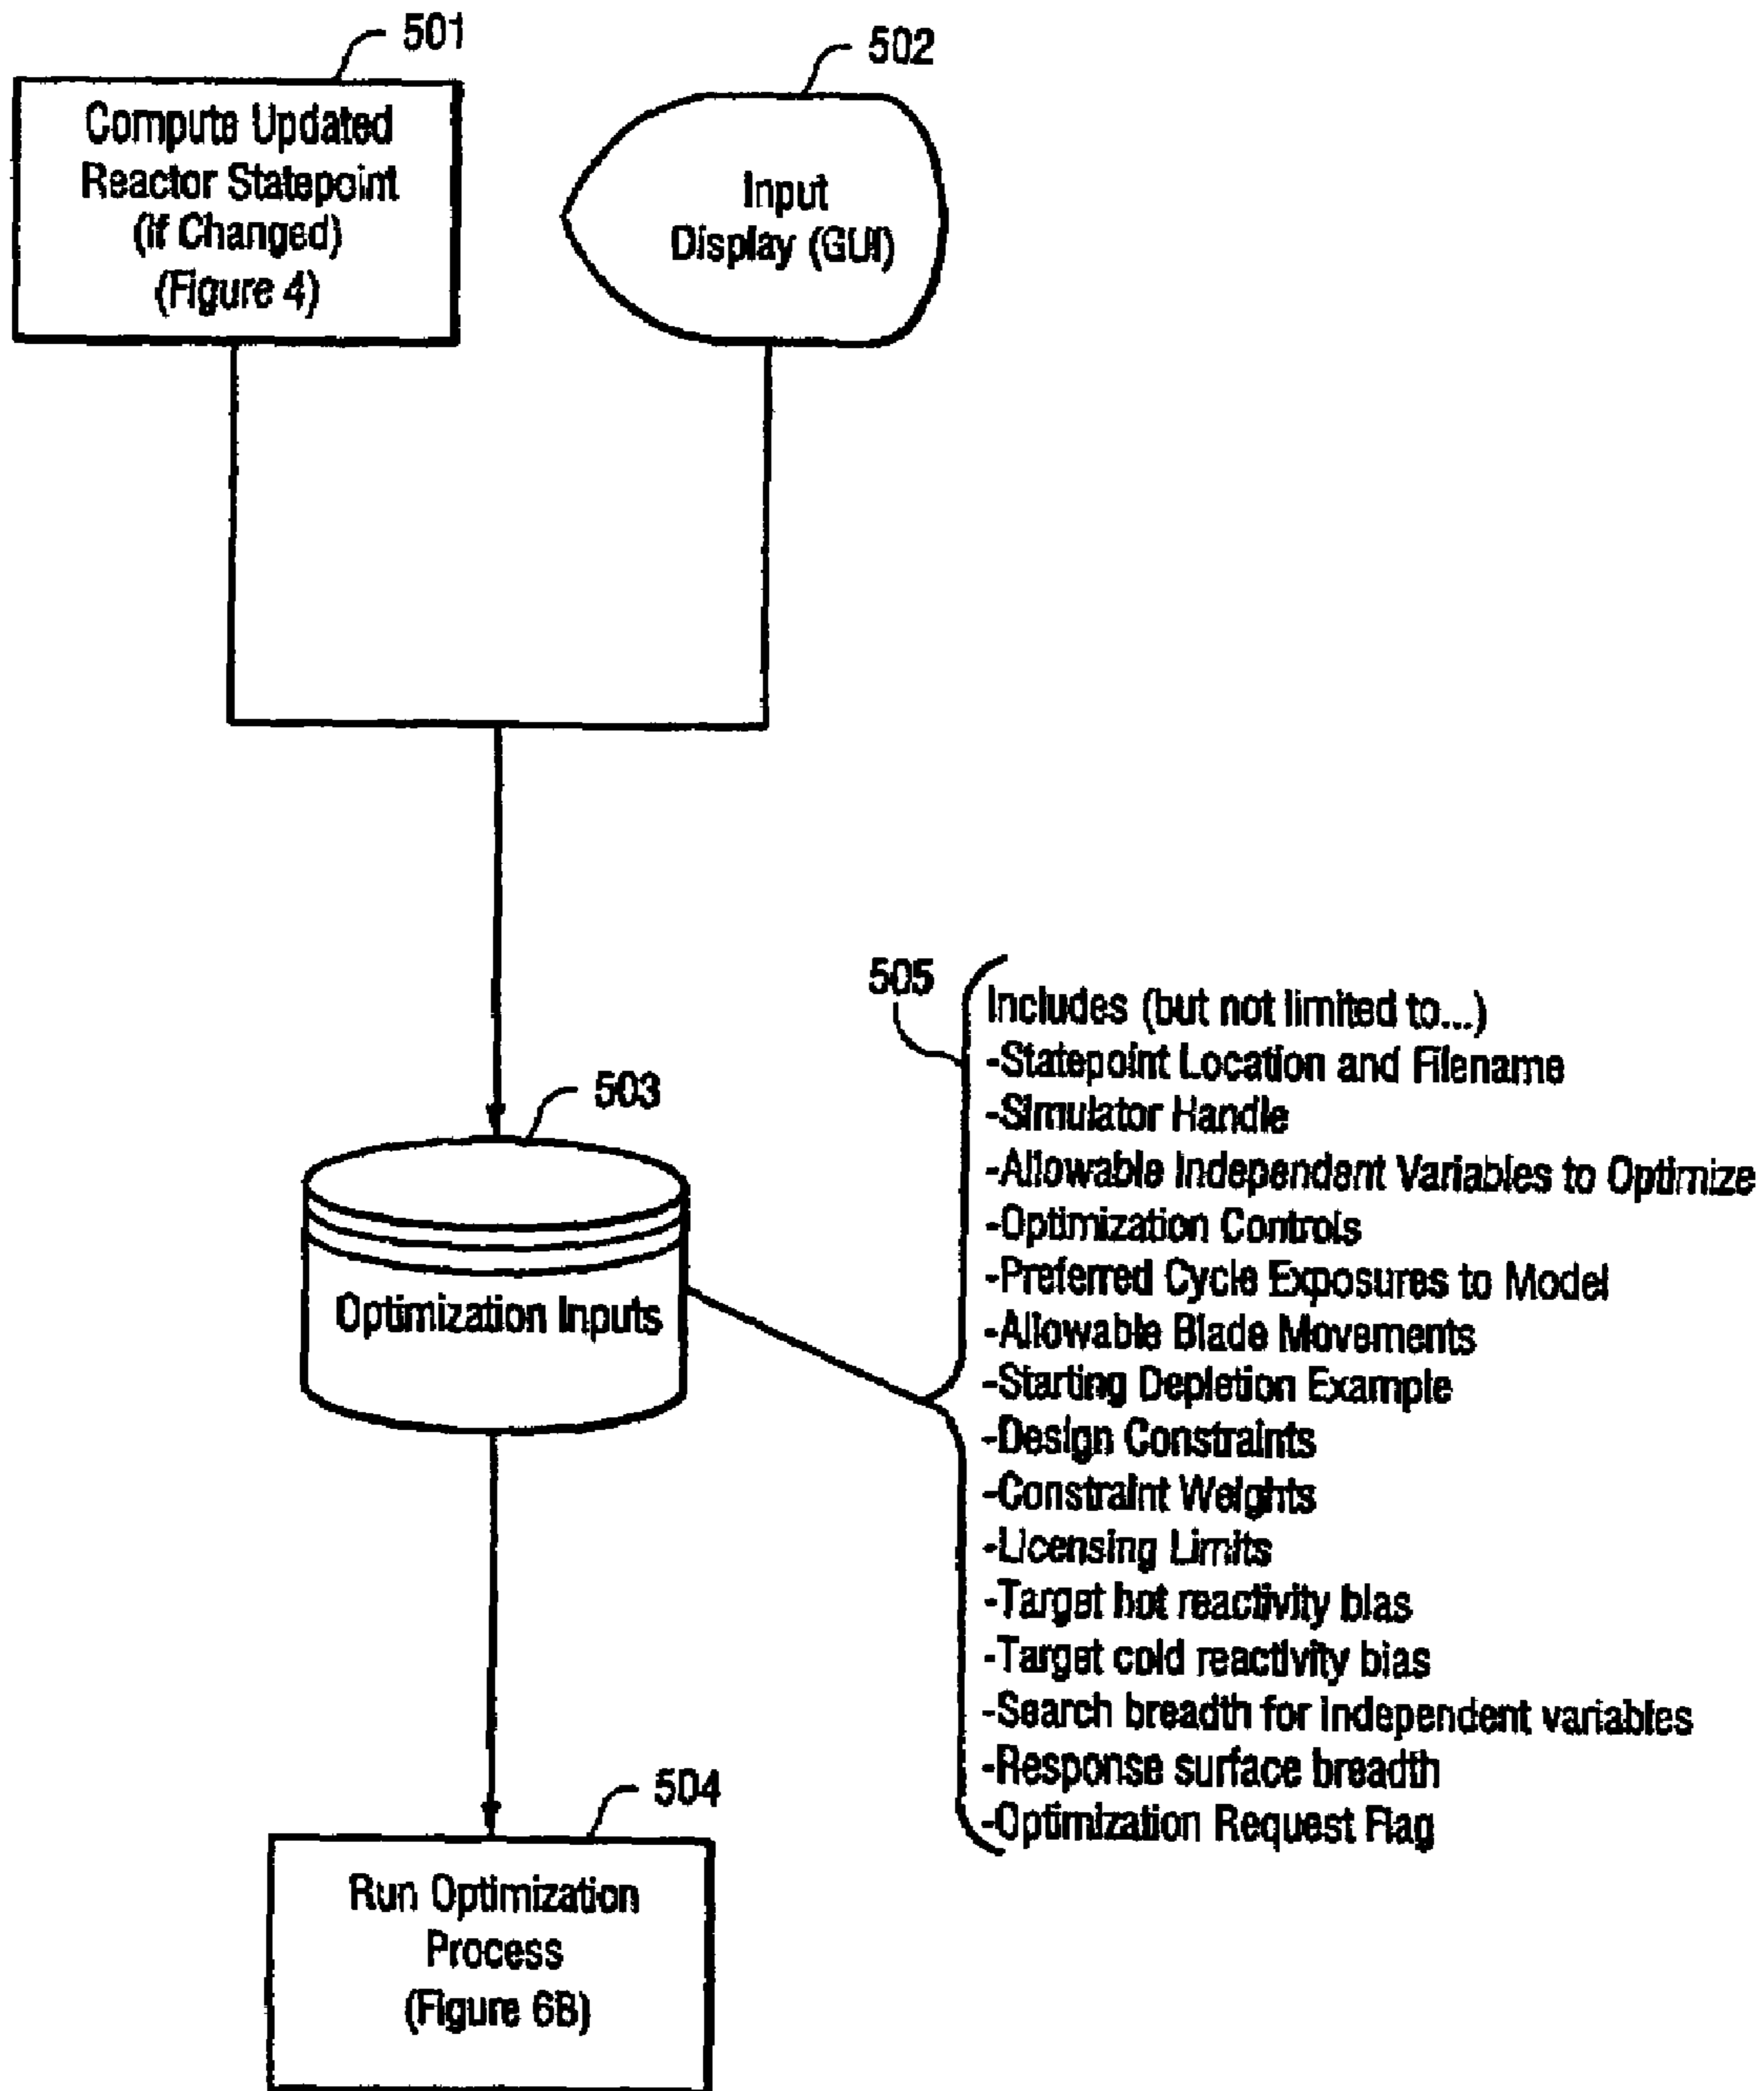 501
Compute Updated
Reactor Statepoint
(if Changed)
(Figure 4)
502
Input
Display (GUI)
503
Optimization Inputs
505
Includes (but not limited to...)
-Statepoint Location and Filename
-Simulator Handle
-Allowable Independent Variables to Optimize
-Optimization Controls
-Preferred Cycle Exposures to Model
-Allowable Blade Movements
-Starting Depletion Example
-Design Constraints
-Constraint Weights
-Licensing Limits
-Target hot reactivity bias
-Target cold reactivity bias
-Search breadth for independent variables
-Response surface breadth
-Optimization Request Flag
504
Run Optimization
Process
(Figure 6B)